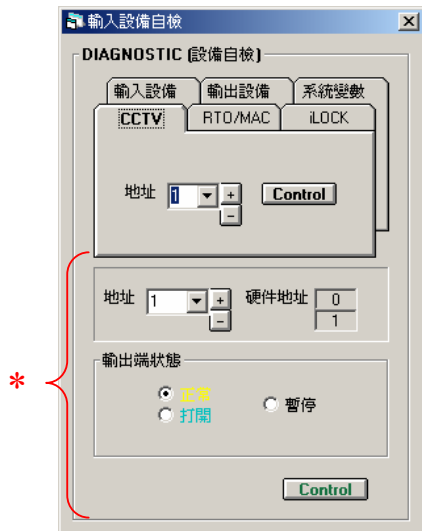 輸入設備自檢
DIAGNOSTIC (設備自檢)
輸入設備 輸出設備 系統變數
CCTV RTO/MAC iLOCK
地址 1 + Control
-
地址 1 + 硬件地址 0
- 1
*
輸出端狀態
正常
打開 暫停
Control